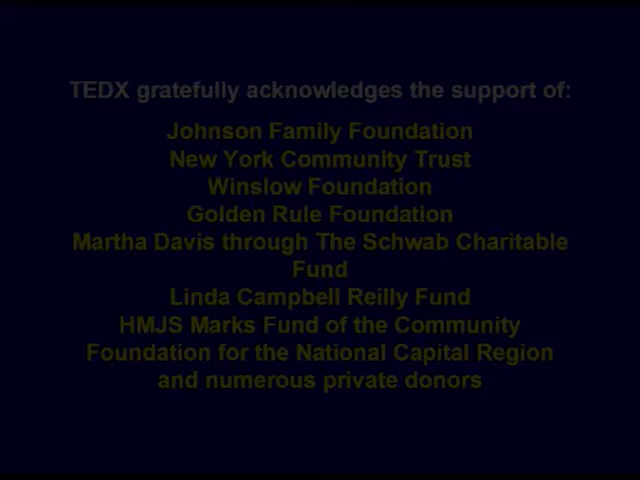 TEDX gratefully acknowledges the support of:
Johnson Family Foundation
New York Community Trust
Winslow Foundation
Golden Rule Foundation
Martha Davis through The Schwab Charitable
Fund
Linda Campbell Reilly Fund
HMJS Marks Fund of the Community
Foundation for the National Capital Region
and numerous private donors